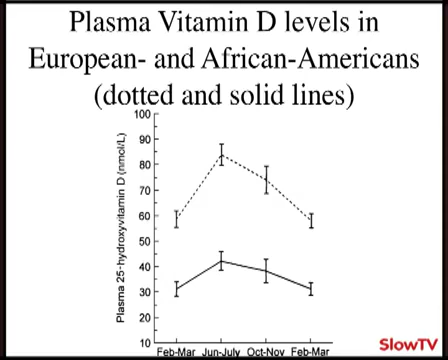 Plasma Vitamin D levels in
European- and African-Americans
(dotted and solid lines)
Plasma 25-hydroxyvitamin D (nmol/L)
100
90
80
70
60
50
40
30
20
10
Feb-Mar Jun-July Oct-Nov Feb-Mar
SlowTV